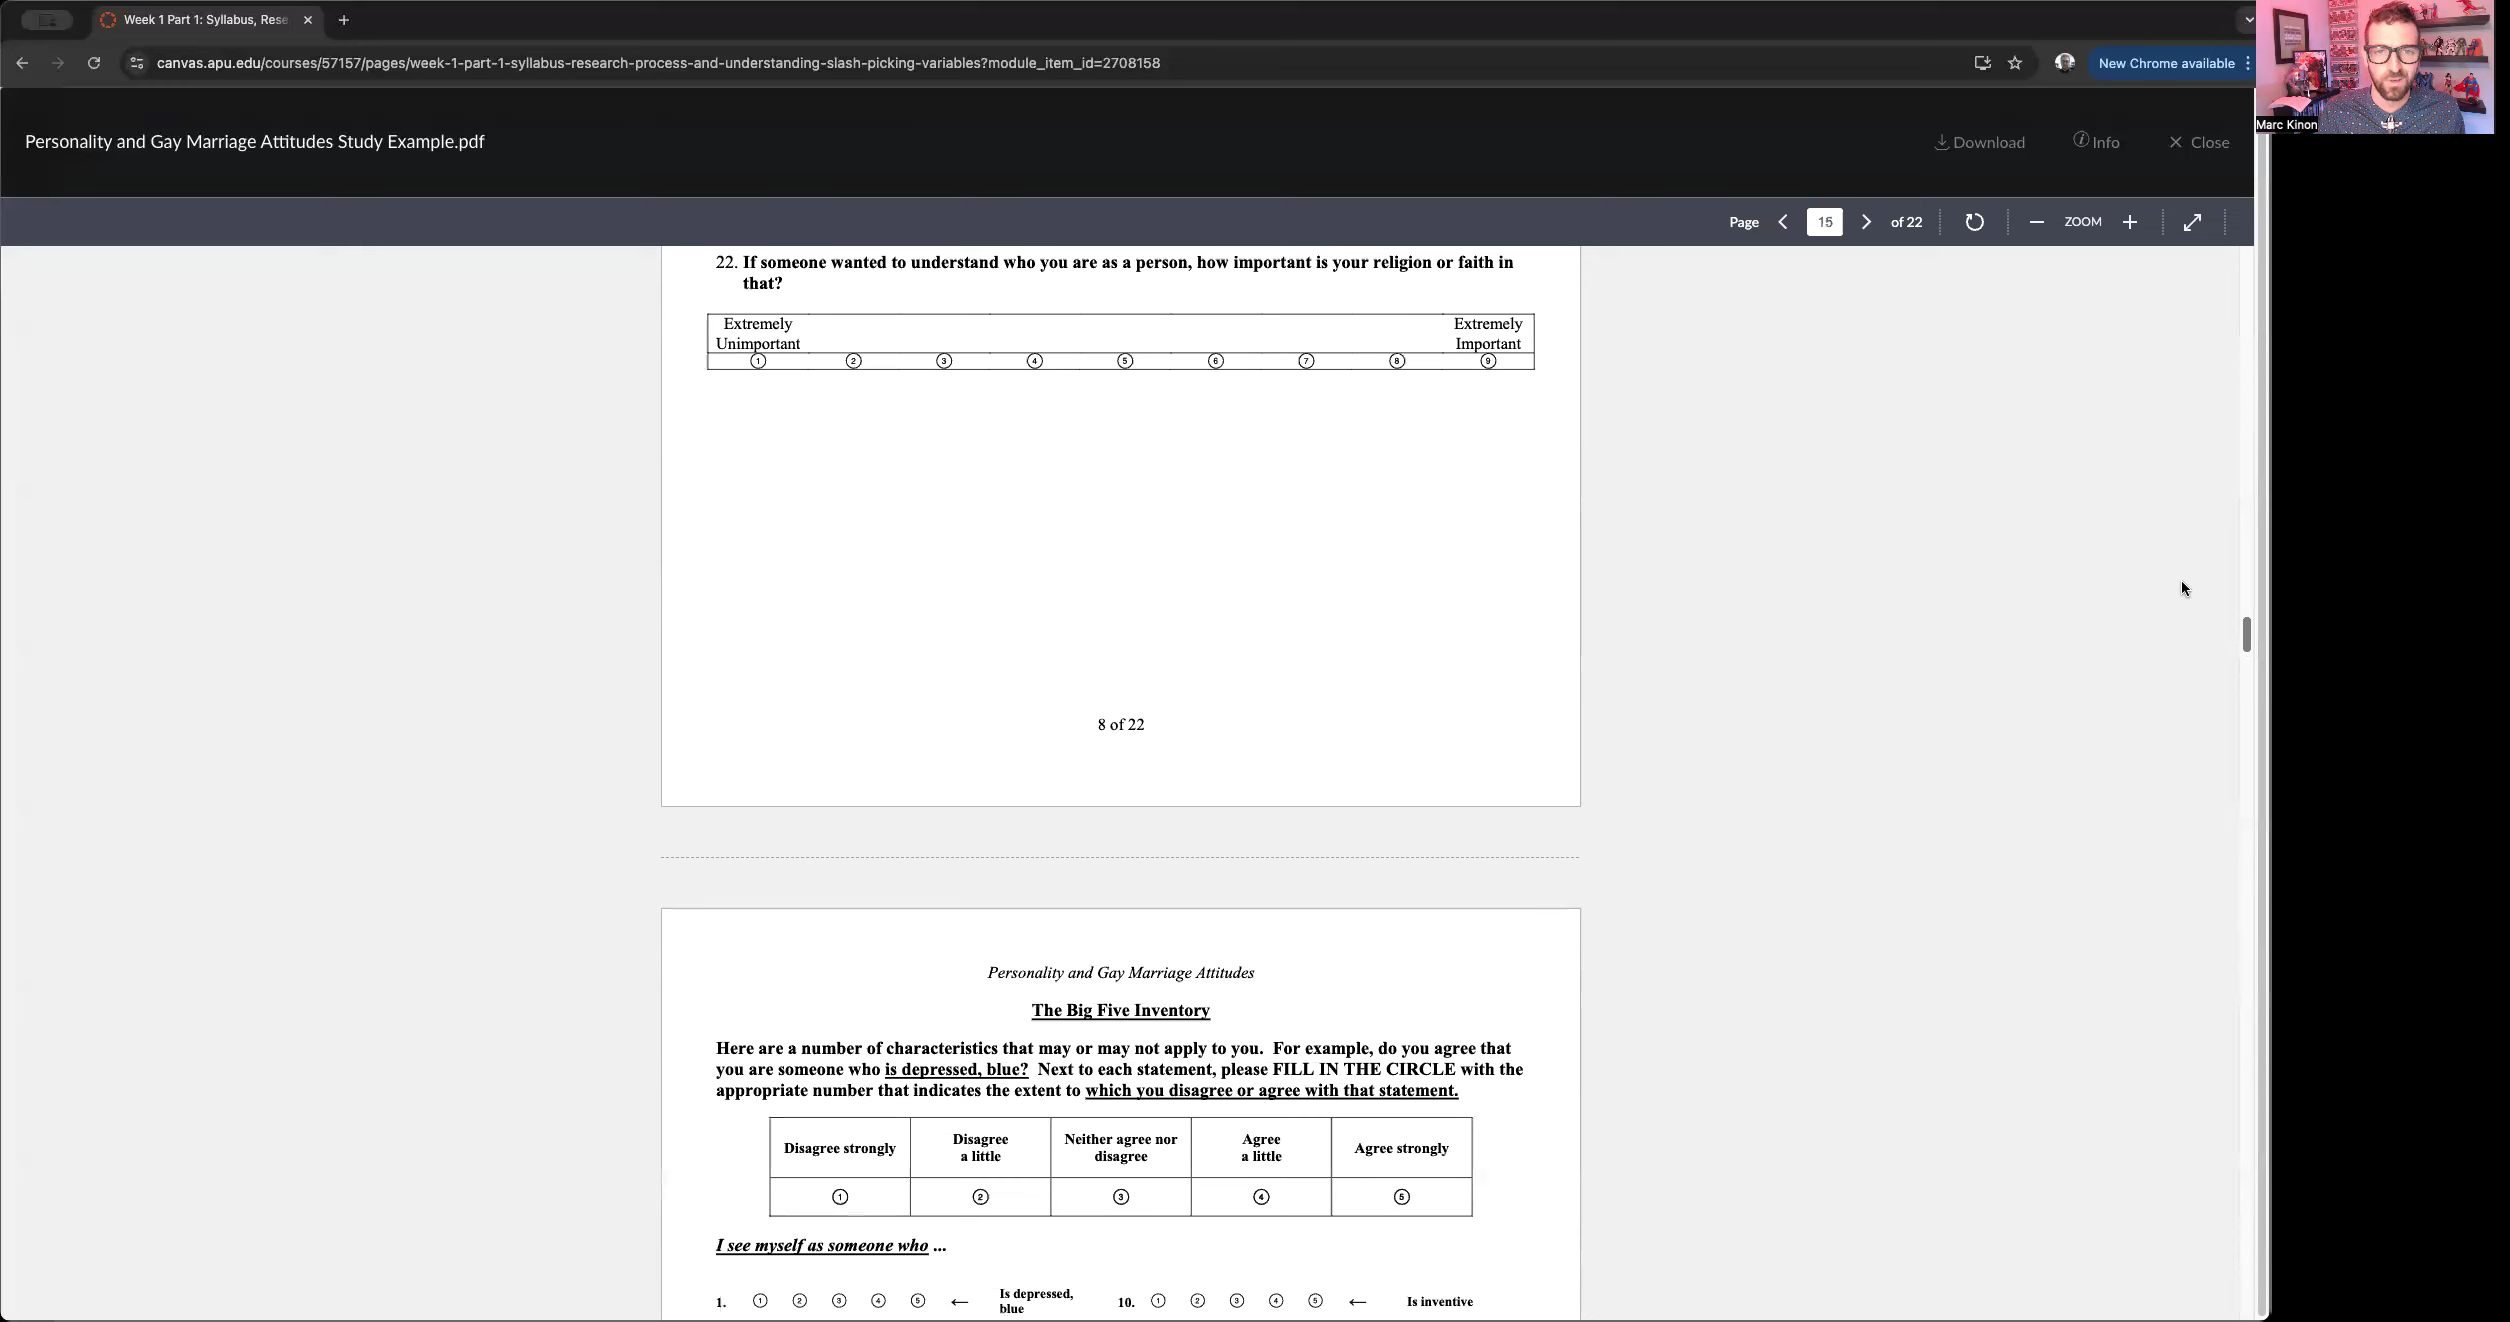 Week 1 Part 1: Syllabus, Rese
canvas.apu.edu/courses/57157/pages/week-1-part-1-syllabus-research-process-and-understanding-slash-picking-variables?module_item_id=2708158
New Chrome available
Marc Kinon
Personality and Gay Marriage Attitudes Study Example.pdf
Download
Info
Close
Page 15 of 22
ZOOM
22. If someone wanted to understand who you are as a person, how important is your religion or faith in
that?
Extremely Extremely
Unimportant Important
1 2 3 4 5 6 7 8 9
8 of 22
Personality and Gay Marriage Attitudes
The Big Five Inventory
Here are a number of characteristics that may or may not apply to you. For example, do you agree that
you are someone who is depressed, blue? Next to each statement, please FILL IN THE CIRCLE with the
appropriate number that indicates the extent to which you disagree or agree with that statement.
Disagree strongly
Disagree
a little
Neither agree nor
disagree
Agree
a little
Agree strongly
1 2 3 4 5
I see myself as someone who ...
1. 1 2 3 4 5 ← Is depressed,
blue
10. 1 2 3 4 5 ← Is inventive